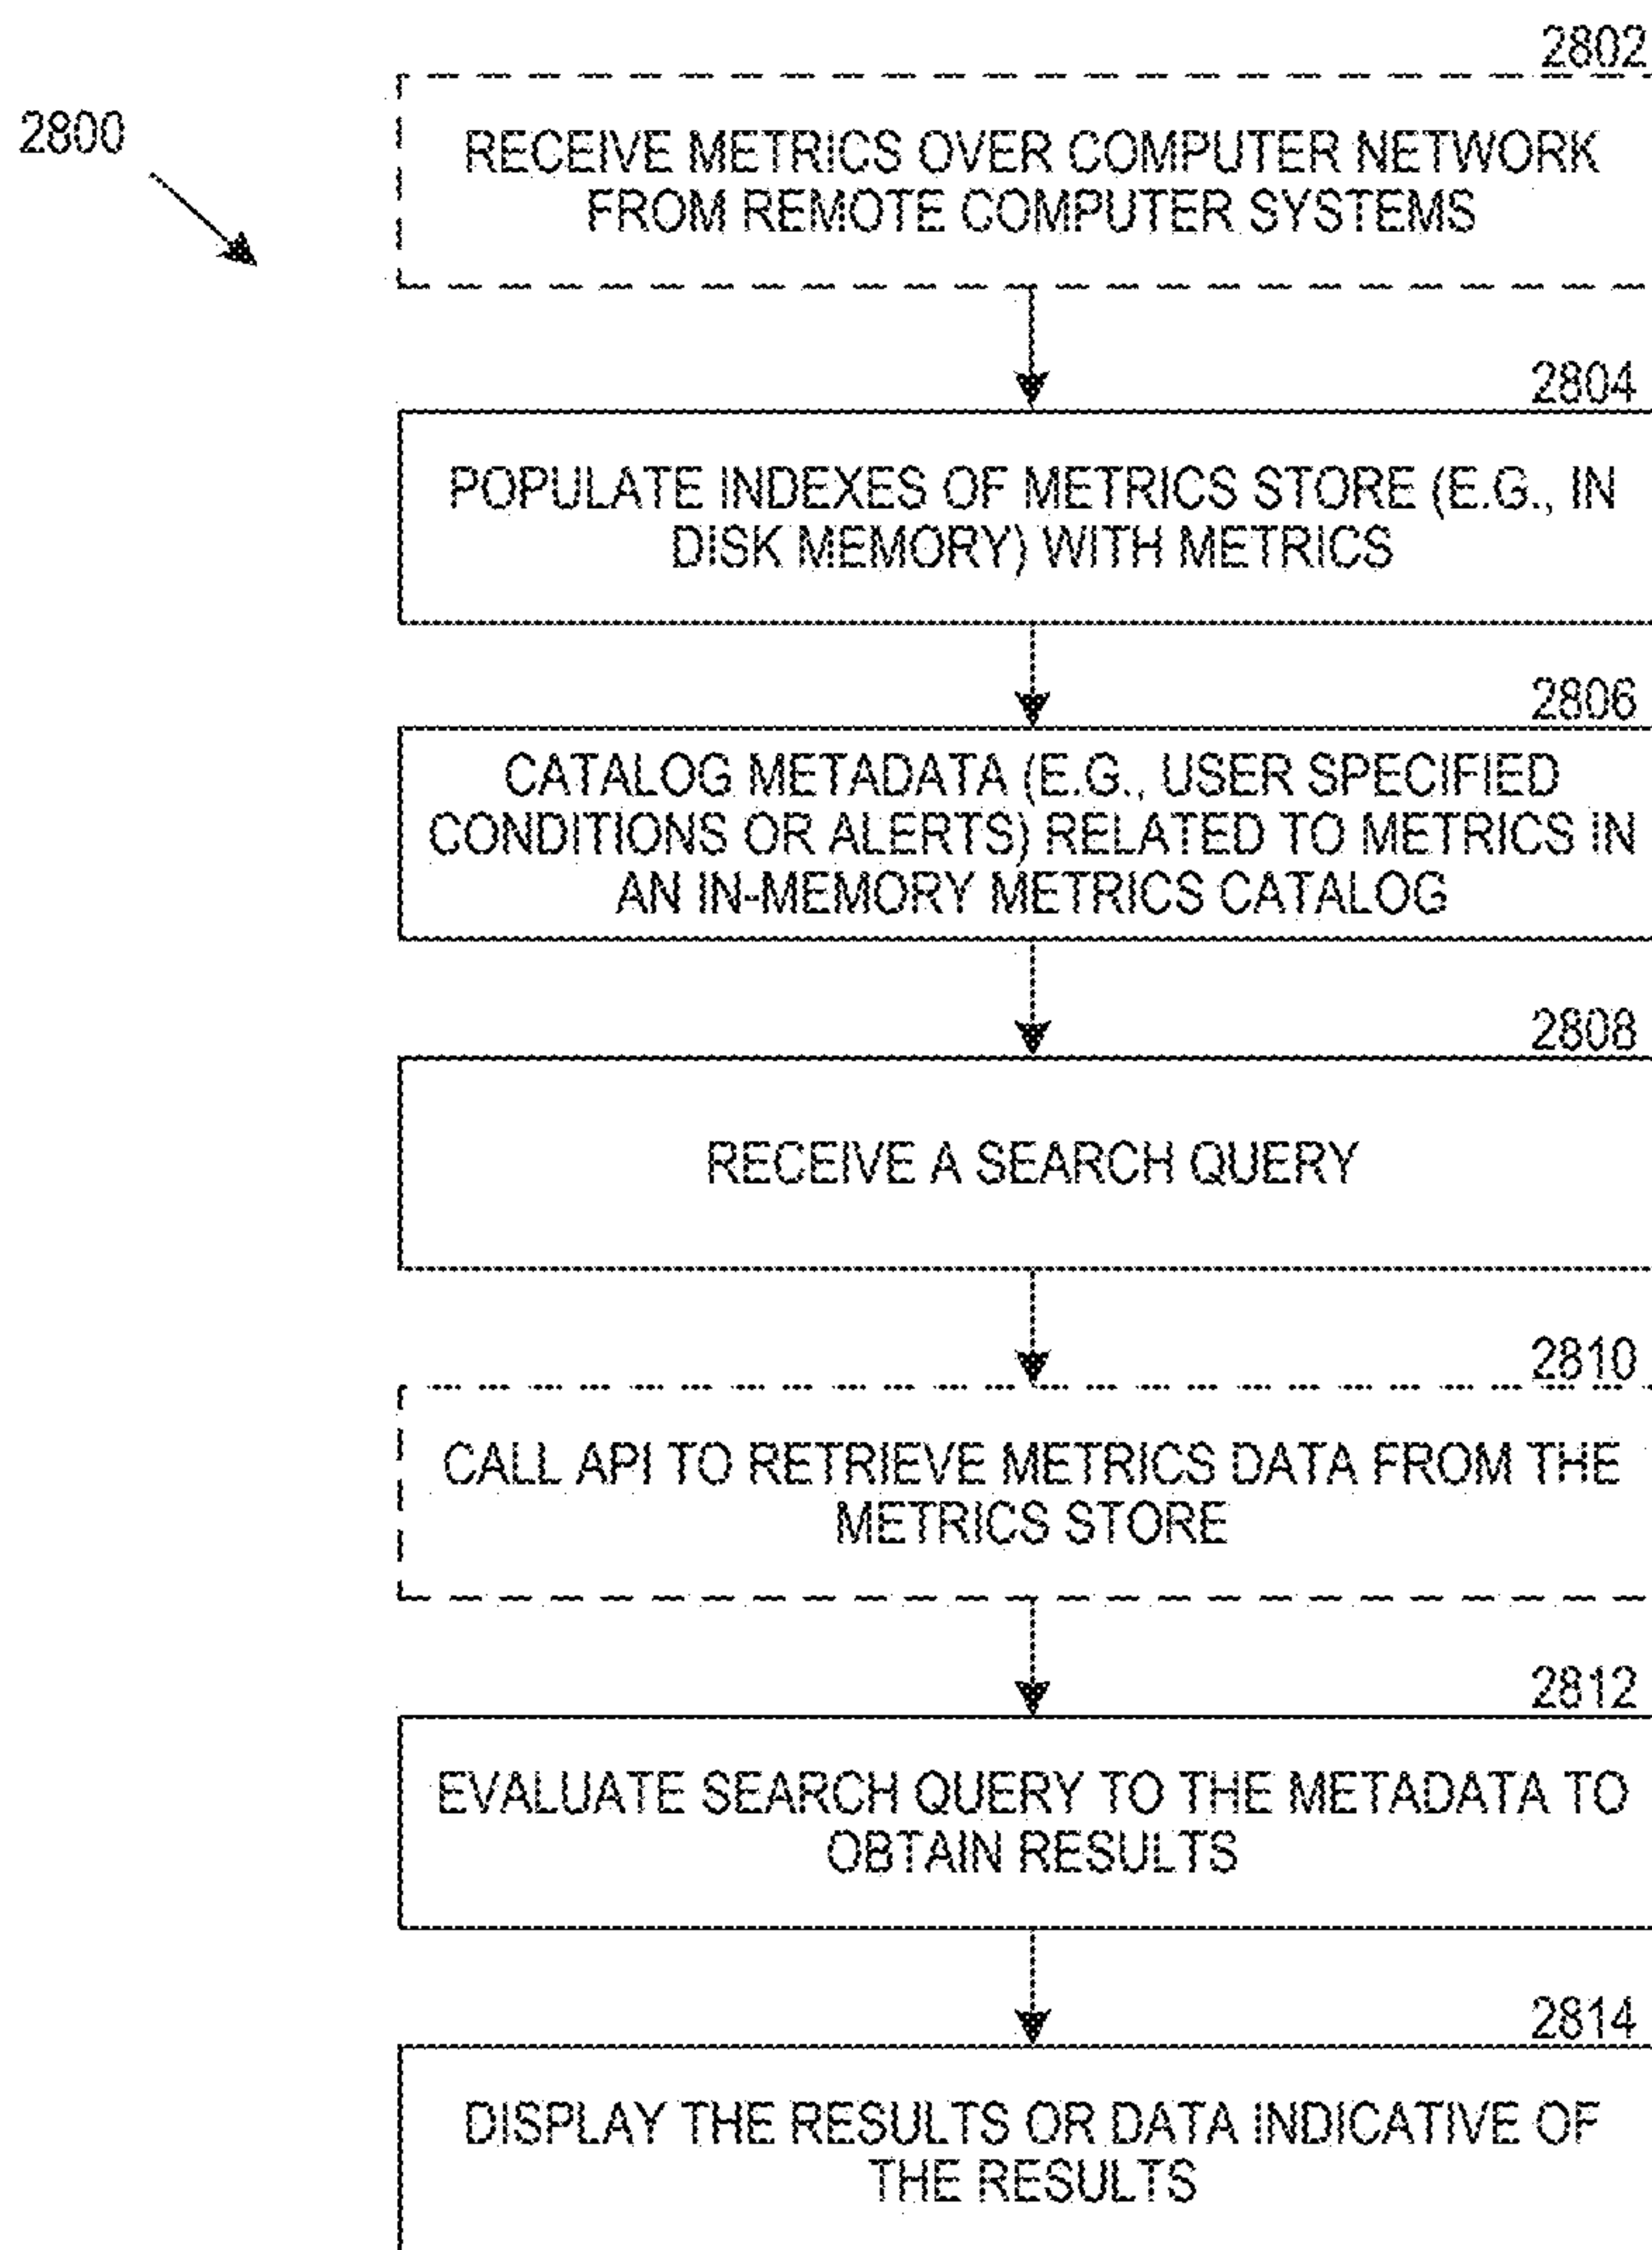 2802
2800
RECEIVE METRICS OVER COMPUTER NETWORK
FROM REMOTE COMPUTER SYSTEMS
2804
POPULATE INDEXES OF METRICS STORE (E.G., IN
DISK MEMORY) WITH METRICS
2806
CATALOG METADATA (E.G., USER SPECIFIED
CONDITIONS OR ALERTS) RELATED TO METRICS IN
AN IN-MEMORY METRICS CATALOG
2808
RECEIVE A SEARCH QUERY
2810
CALL API TO RETRIEVE METRICS DATA FROM THE
METRICS STORE
2812
EVALUATE SEARCH QUERY TO THE METADATA TO
OBTAIN RESULTS
2814
DISPLAY THE RESULTS OR DATA INDICATIVE OF
THE RESULTS